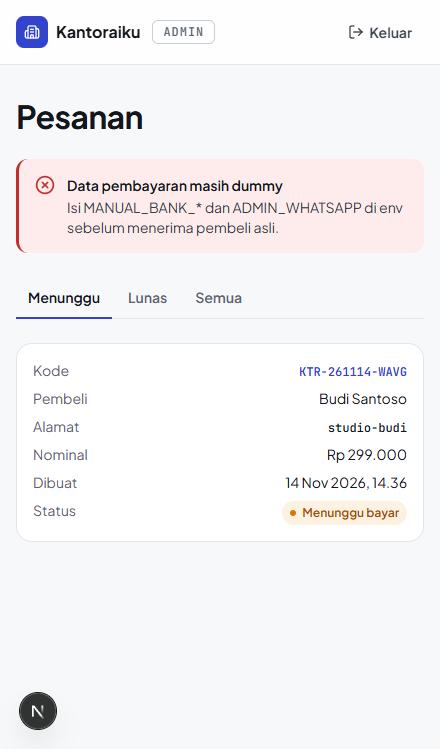 Kantoraiku
ADMIN
Keluar
Pesanan
Data pembayaran masih dummy
Isi MANUAL_BANK_* dan ADMIN_WHATSAPP di env
sebelum menerima pembeli asli.
Menunggu Lunas Semua
Kode KTR-261114-WAVG
Pembeli Budi Santoso
Alamat studio-budi
Nominal Rp 299.000
Dibuat 14 Nov 2026, 14.36
Status Menunggu bayar
N